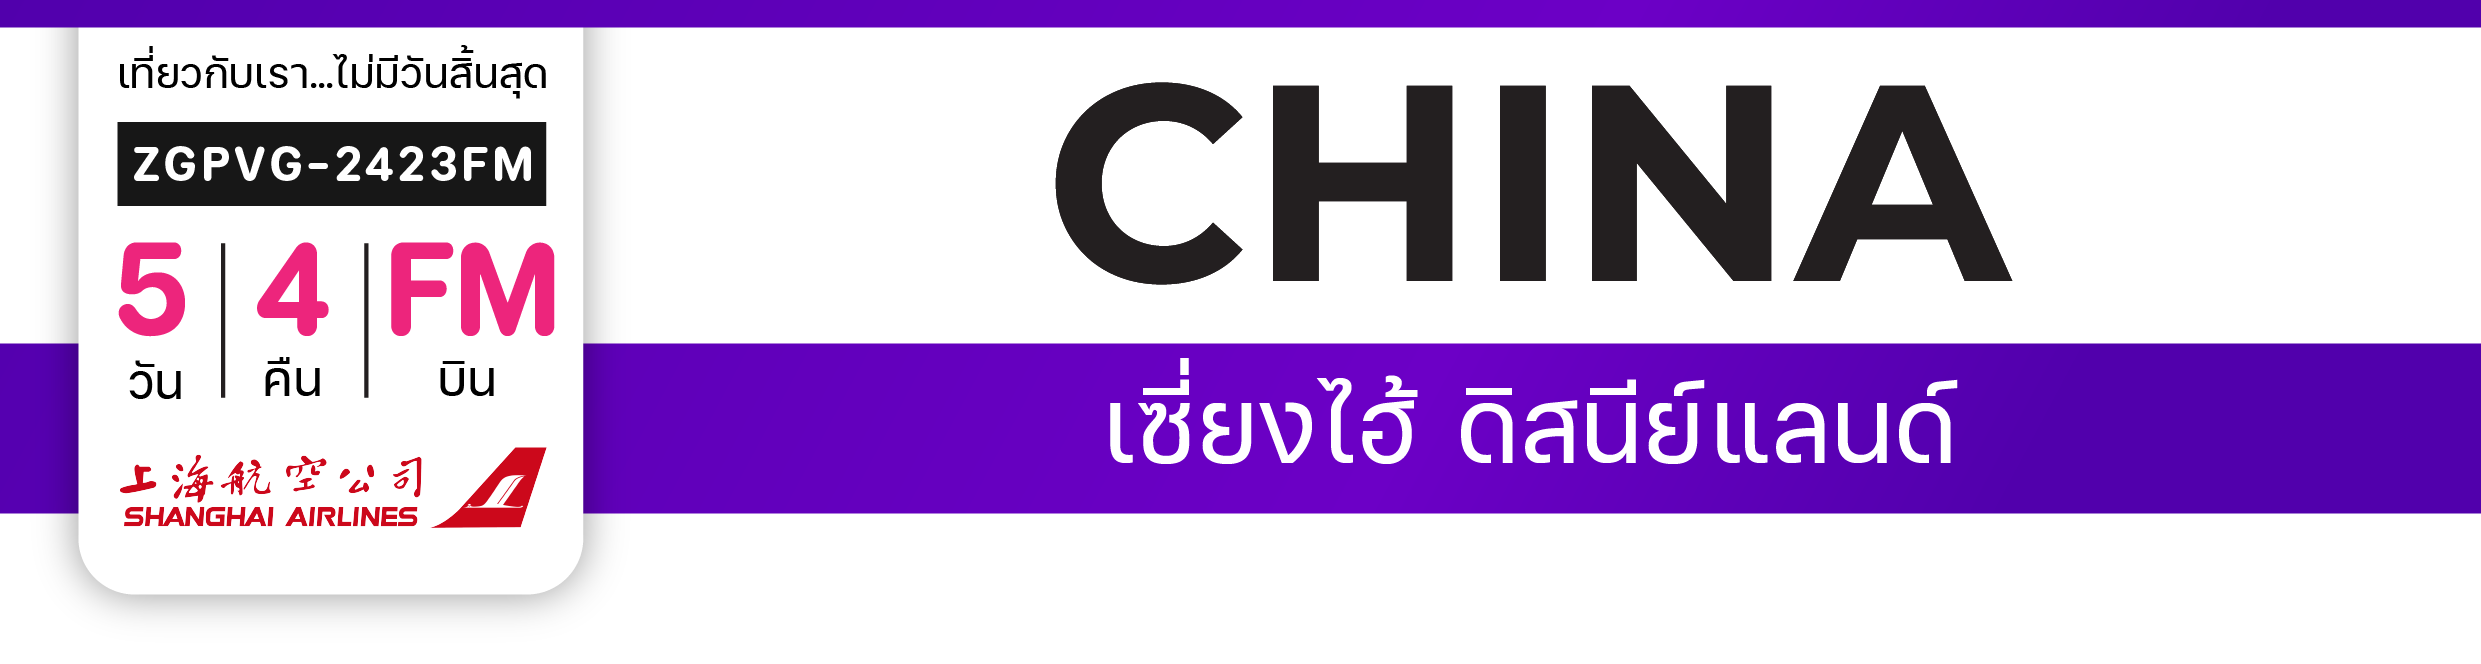 เที่ยวกับเรา...ไม่มีวันสิ้นสุด
ZGPVG-2423FM
5 4 FM
วัน คืน บิน
上海航空公司
SHANGHAI AIRLINES
CHINA
เซี่ยงไฮ้ ดิสนีย์แลนด์